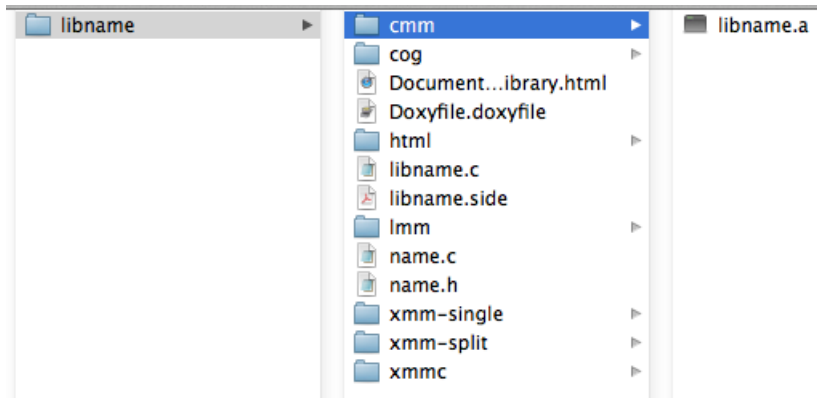 libname
cmm
cog
Document...ibrary.html
Doxyfile.doxyfile
html
libname.c
libname.side
lmm
name.c
name.h
xmm-single
xmm-split
xmmc
libname.a